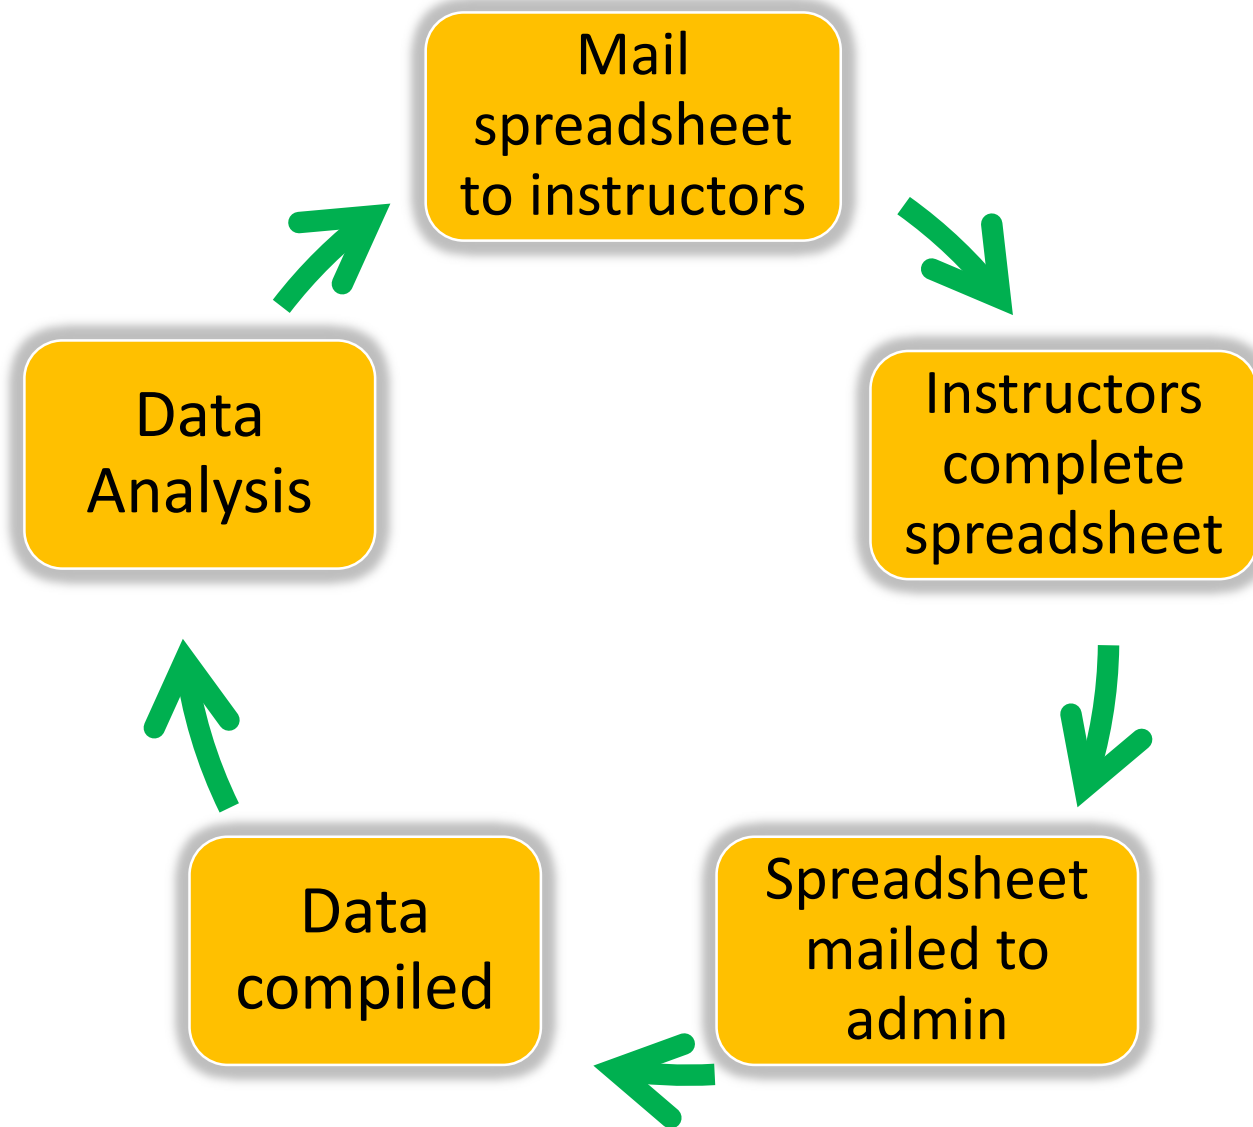 Mail
spreadsheet
to instructors
Instructors
complete
spreadsheet
Spreadsheet
mailed to
admin
Data
compiled
Data
Analysis